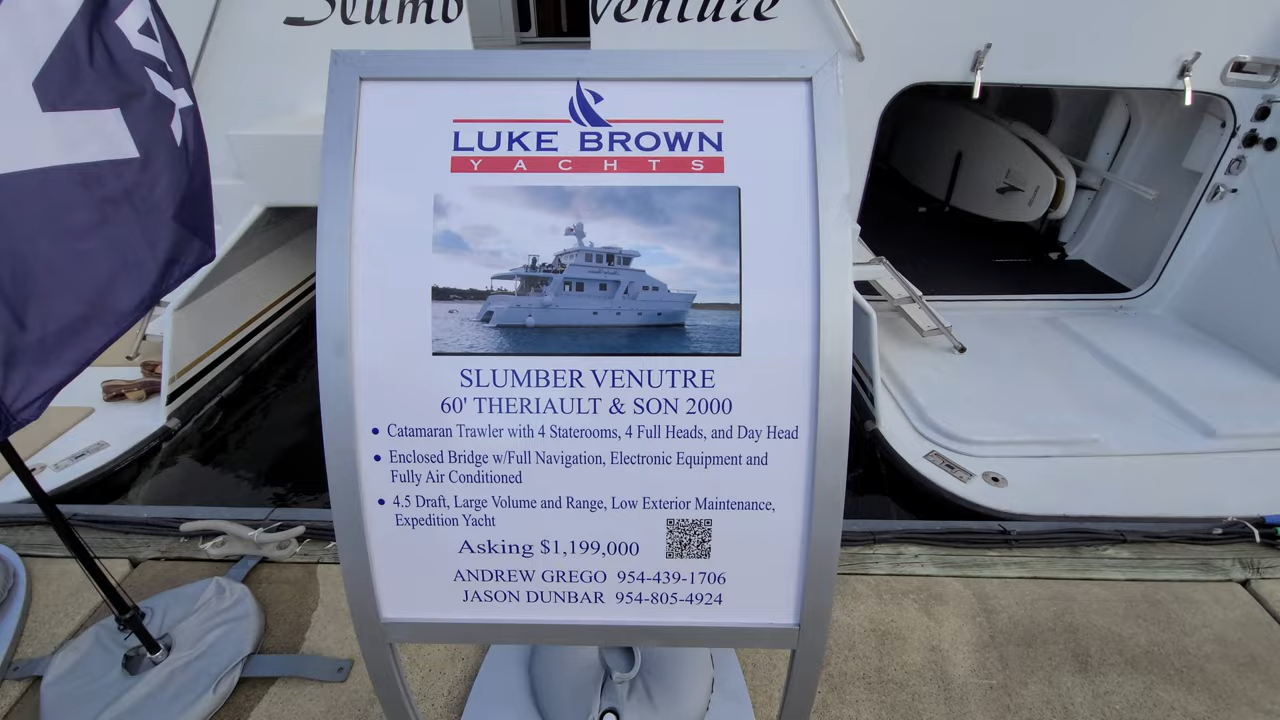 Slumb venture
LUKE BROWN
YACHTS
SLUMBER VENUTRE
60' THERIAULT & SON 2000
• Catamaran Trawler with 4 Staterooms, 4 Full Heads, and Day Head
• Enclosed Bridge w/Full Navigation, Electronic Equipment and
Fully Air Conditioned
• 4.5 Draft, Large Volume and Range, Low Exterior Maintenance,
Expedition Yacht
Asking $1,199,000
ANDREW GREGO 954-439-1706
JASON DUNBAR 954-805-4924